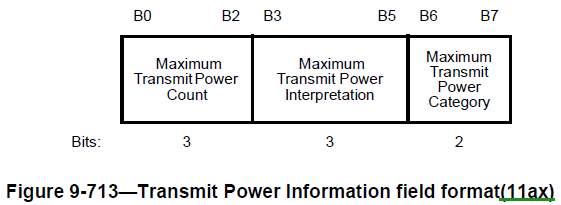 B0 B2 B3 B5 B6 B7
Maximum
Transmit Power
Count
Maximum
Transmit Power
Interpretation
Maximum
Transmit
Power
Category
Bits: 3 3 2
Figure 9-713—Transmit Power Information field format(11ax)